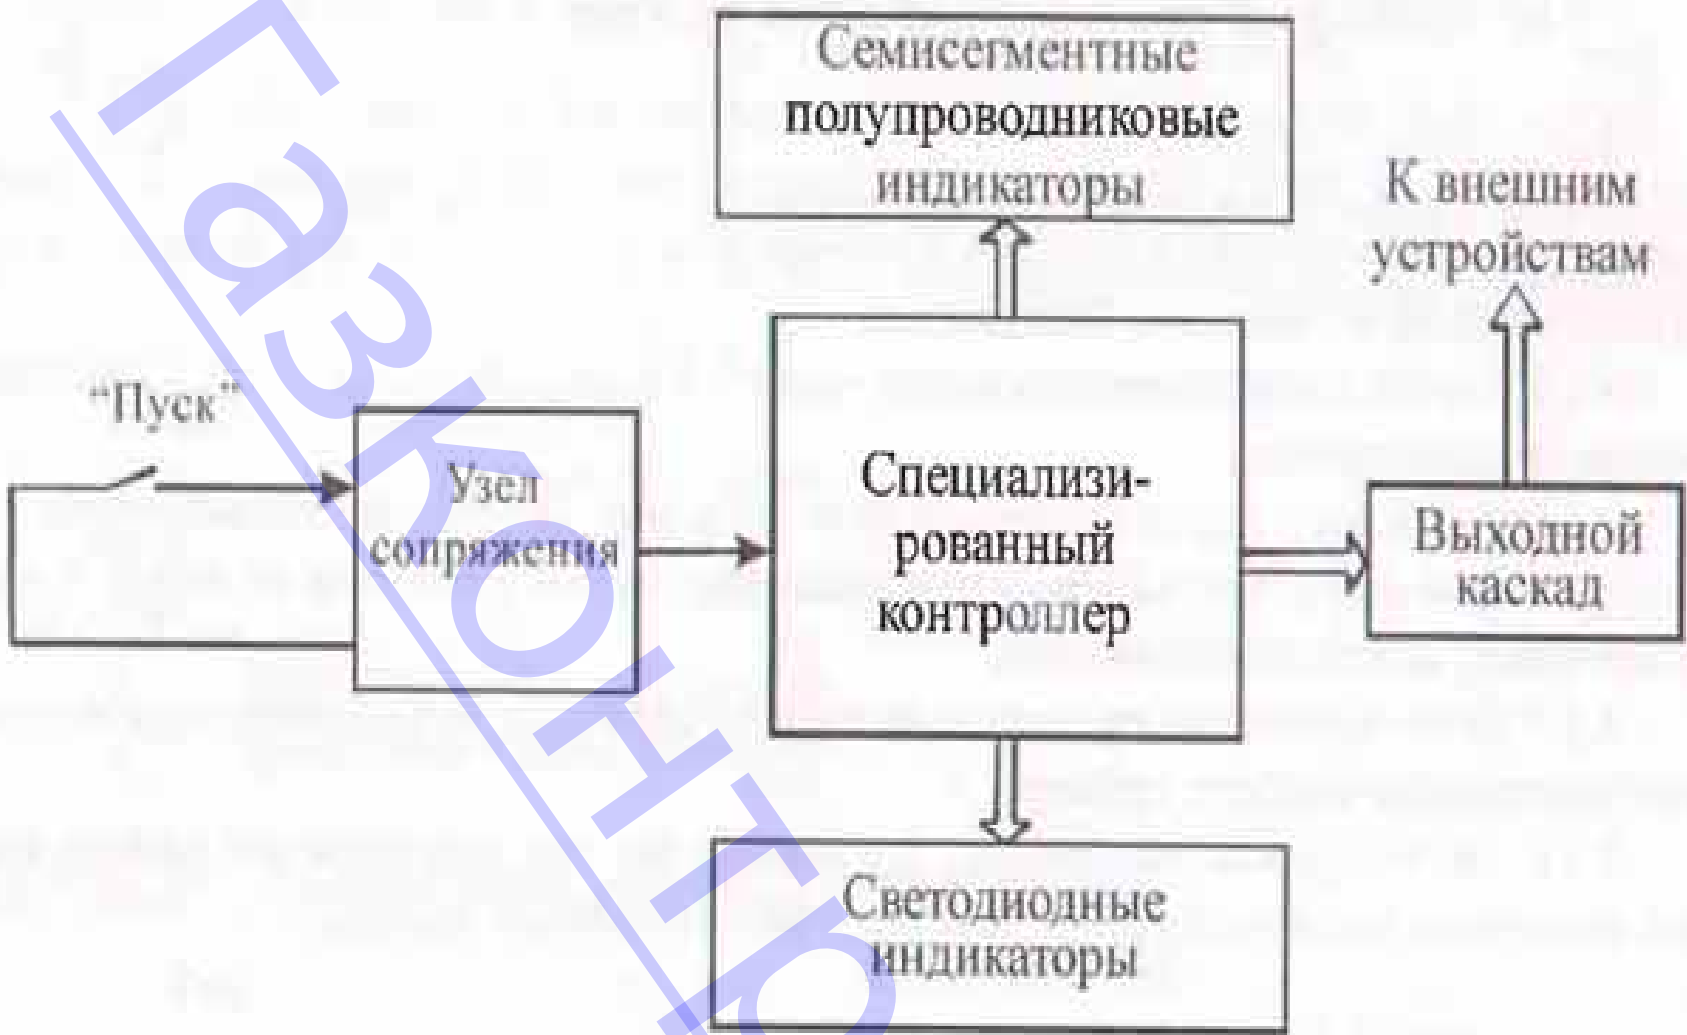 Семисегментные
полупроводниковые
индикаторы
К внешним
устройствам
“Пуск”
Узел
сопряжения
Специализи-
рованный
контроллер
Выходной
каскад
Светодиодные
индикаторы
Газконтр